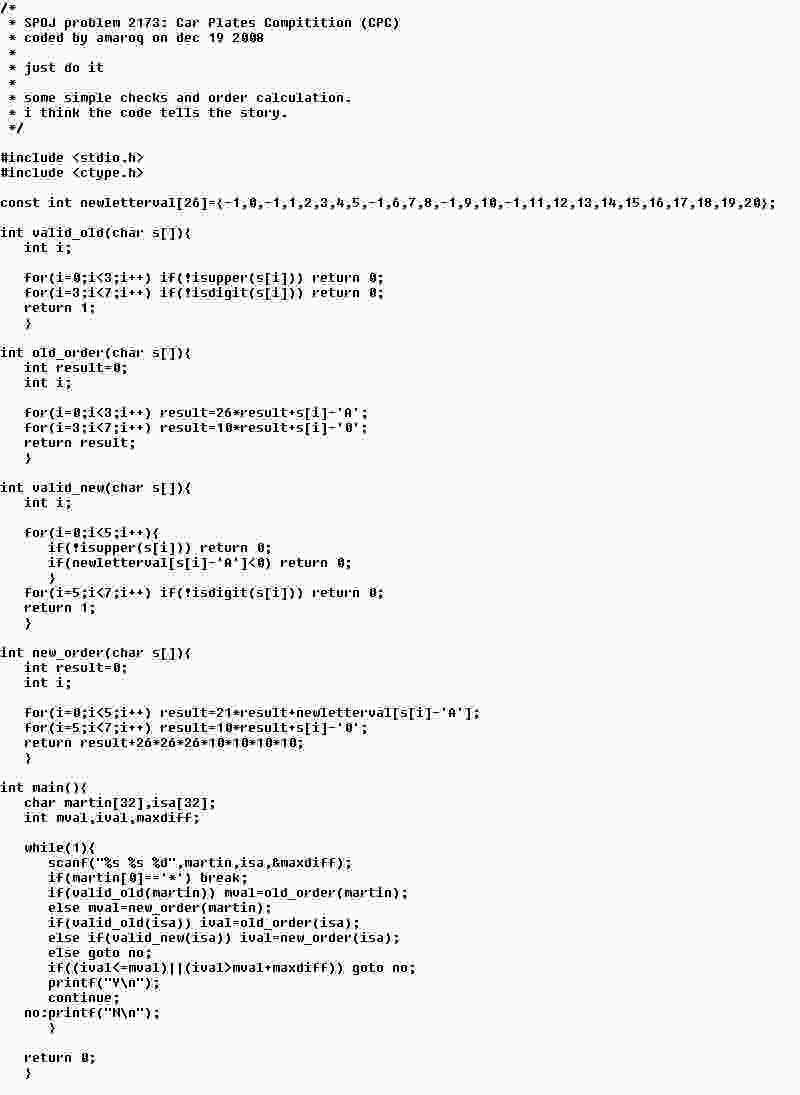 /*
 * SPOJ problem 2173: Car Plates Compitition (CPC)
 * coded by amaroq on dec 19 2008
 *
 * just do it
 *
 * some simple checks and order calculation.
 * i think the code tells the story.
 */

#include <stdio.h>
#include <ctype.h>

const int newletterval[26]={-1,0,-1,1,2,3,4,5,-1,6,7,8,-1,9,10,-1,11,12,13,14,15,16,17,18,19,20};

int valid_old(char s[]){
   int i;

   for(i=0;i<3;i++) if(!isupper(s[i])) return 0;
   for(i=3;i<7;i++) if(!isdigit(s[i])) return 0;
   return 1;
   }

int old_order(char s[]){
   int result=0;
   int i;

   for(i=0;i<3;i++) result=26*result+s[i]-'A';
   for(i=3;i<7;i++) result=10*result+s[i]-'0';
   return result;
   }

int valid_new(char s[]){
   int i;

   for(i=0;i<5;i++){
      if(!isupper(s[i])) return 0;
      if(newletterval[s[i]-'A']<0) return 0;
      }
   for(i=5;i<7;i++) if(!isdigit(s[i])) return 0;
   return 1;
   }

int new_order(char s[]){
   int result=0;
   int i;

   for(i=0;i<5;i++) result=21*result+newletterval[s[i]-'A'];
   for(i=5;i<7;i++) result=10*result+s[i]-'0';
   return result+26*26*26*10*10*10*10;
   }

int main(){
   char martin[32],isa[32];
   int mval,ival,maxdiff;

   while(1){
      scanf("%s %s %d",martin,isa,&maxdiff);
      if(martin[0]=='*') break;
      if(valid_old(martin)) mval=old_order(martin);
      else mval=new_order(martin);
      if(valid_old(isa)) ival=old_order(isa);
      else if(valid_new(isa)) ival=new_order(isa);
      else goto no;
      if((ival<=mval)||(ival>mval+maxdiff)) goto no;
      printf("Y\n");
      continue;
   no:printf("N\n");
      }

   return 0;
   }